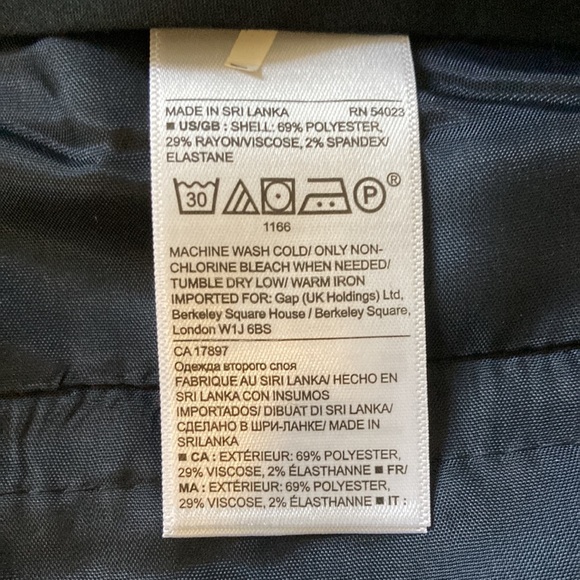 MADE IN SRI LANKA RN 54023
■ US/GB : SHELL: 69% POLYESTER,
29% RAYON/VISCOSE, 2% SPANDEX/
ELASTANE
30 P ®
1166
MACHINE WASH COLD/ ONLY NON-
CHLORINE BLEACH WHEN NEEDED/
TUMBLE DRY LOW/ WARM IRON
IMPORTED FOR: Gap (UK Holdings) Ltd,
Berkeley Square House / Berkeley Square,
London W1J 6BS
CA 17897
Одежда второго слоя
FABRIQUE AU SIRI LANKA/ HECHO EN
SRI LANKA CON INSUMOS
IMPORTADOS/ DIBUAT DI SRI LANKA/
СДЕЛАНО В ШРИ-ЛАНКЕ/ MADE IN
SRILANKA
■ CA : EXTÉRIEUR: 69% POLYESTER,
29% VISCOSE, 2% ÉLASTHANNE ■ FR/
MA : EXTÉRIEUR: 69% POLYESTER,
29% VISCOSE, 2% ÉLASTHANNE ■ IT :